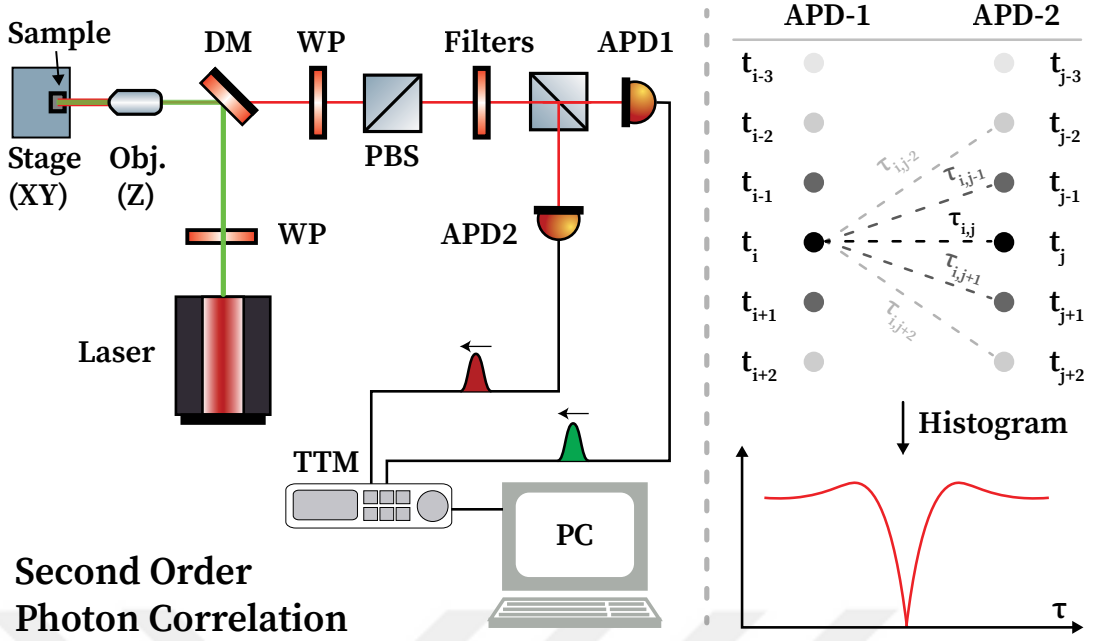 Sample
DM
WP
Filters
APD1
Stage
(XY)
Obj.
(Z)
PBS
WP
APD2
Laser
TTM
PC
Second Order
Photon Correlation
APD-1
APD-2
t_{i-3}
t_{j-3}
t_{i-2}
t_{j-2}
τ_{i,j-2}
t_{i-1}
τ_{i,j-1}
t_{j-1}
t_i
τ_{i,j}
t_j
τ_{i,j+1}
t_{i+1}
t_{j+1}
τ_{i,j+2}
t_{i+2}
t_{j+2}
Histogram
τ